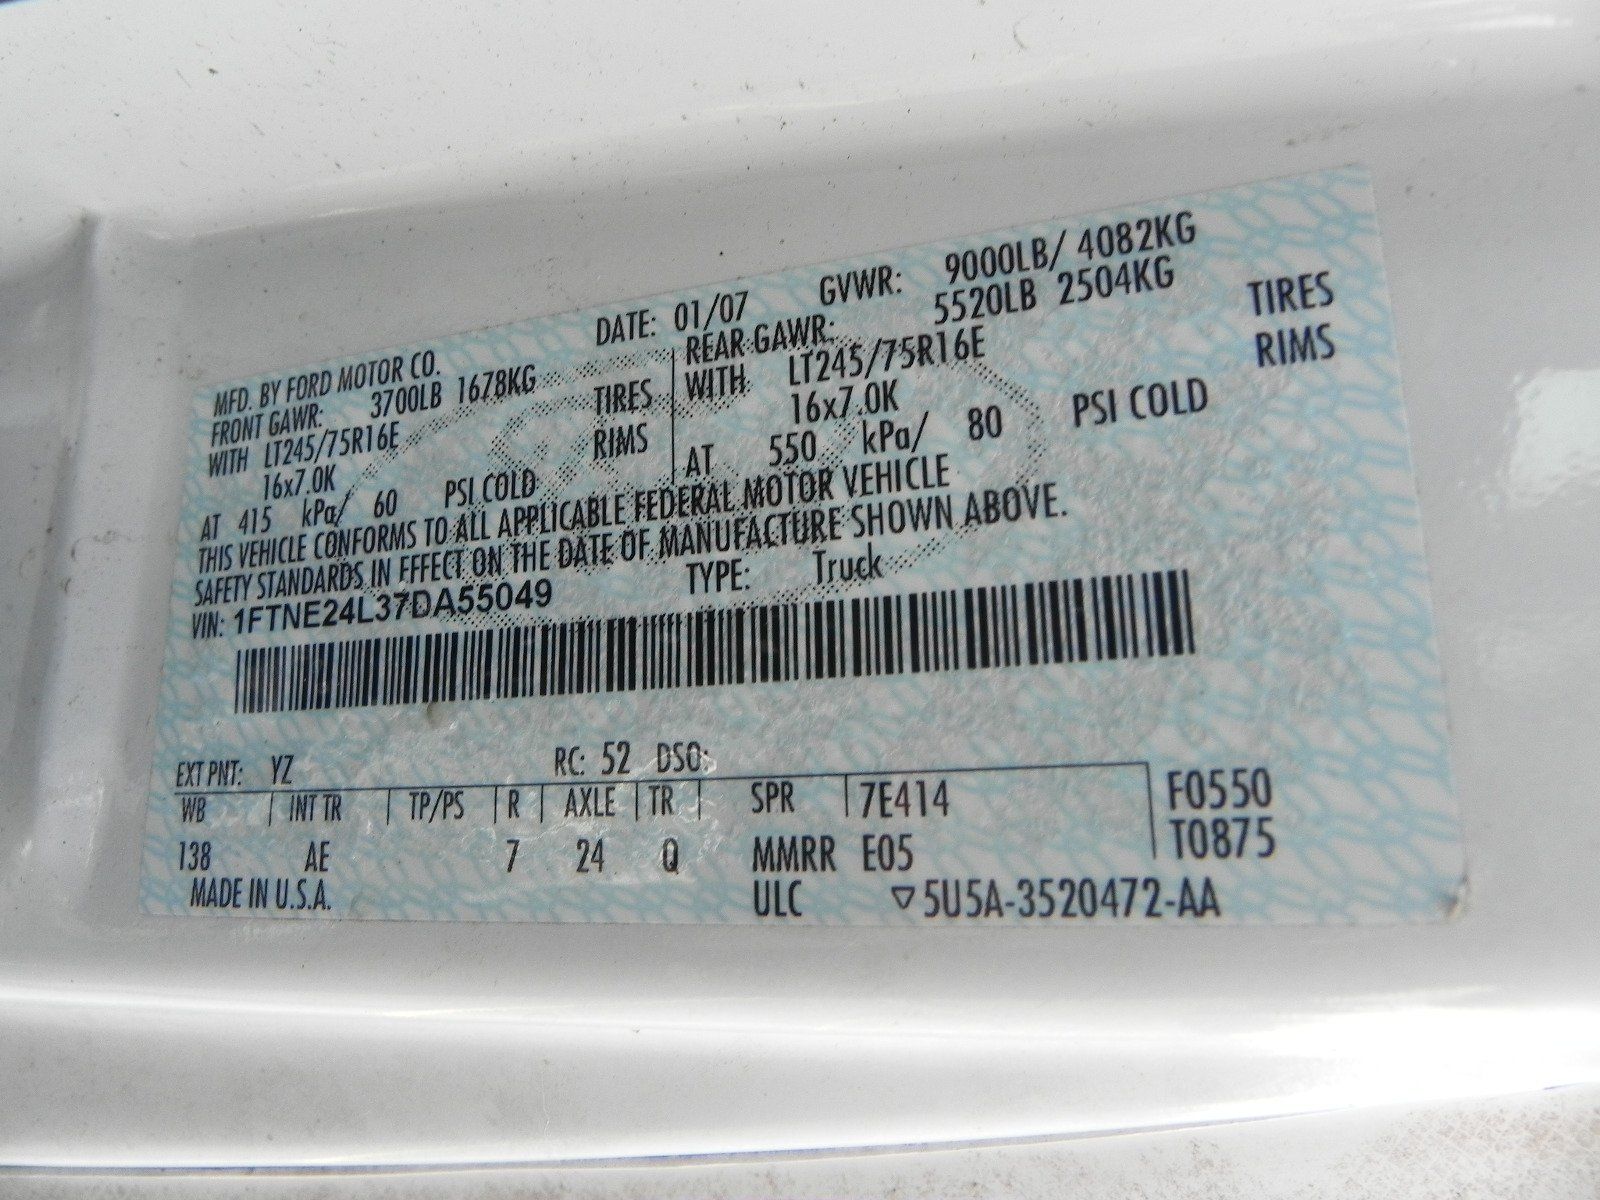 MFD. BY FORD MOTOR CO. DATE: 01/07 GVWR: 9000LB/ 4082KG
FRONT GAWR: 3700LB 1678KG REAR GAWR: 5520LB 2504KG
WITH LT245/75R16E TIRES WITH LT245/75R16E TIRES
16x7.0K RIMS 16x7.0K RIMS
AT 415 kPa/ 60 PSI COLD AT 550 kPa/ 80 PSI COLD
THIS VEHICLE CONFORMS TO ALL APPLICABLE FEDERAL MOTOR VEHICLE
SAFETY STANDARDS IN EFFECT ON THE DATE OF MANUFACTURE SHOWN ABOVE.
VIN: 1FTNE24L37DA55049 TYPE: Truck
EXT PNT: YZ RC: 52 DSO:
WB INT TR TP/PS R AXLE TR SPR 7E414 F0550
138 AE 7 24 Q MMRR E05 T0875
MADE IN U.S.A. ULC ▽5U5A-3520472-AA